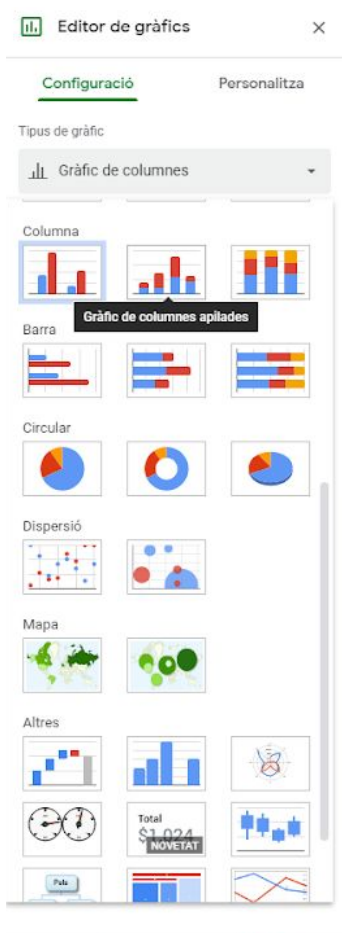 Editor de gràfics
Configuració
Personalitza
Tipus de gràfic
Gràfic de columnes
Columna
Gràfic de columnes apilades
Barra
Circular
Dispersió
Mapa
Altres
Total
$1,024
NOVETAT